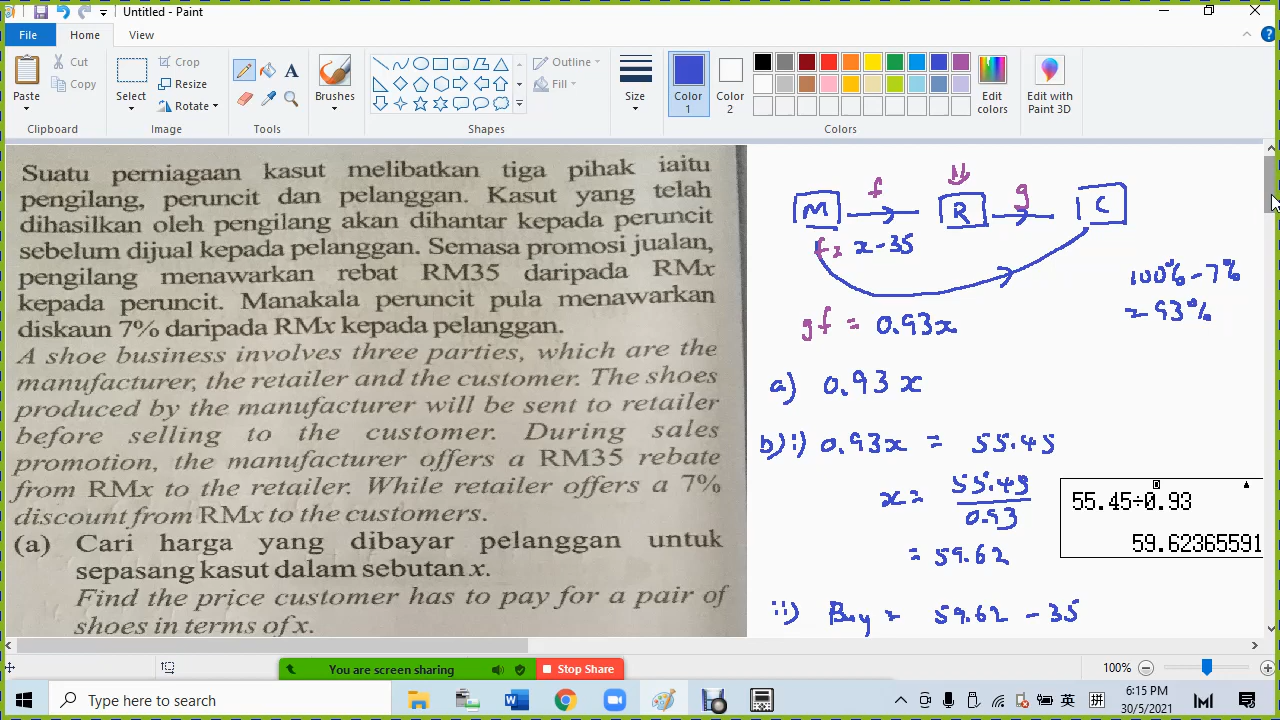 Untitled - Paint
File
Home
View
Paste
Cut
Copy
Clipboard
Select
Crop
Resize
Rotate
Image
A
Tools
Brushes
Shapes
Outline
Fill
Size
Color 1
Color 2
Colors
Edit colors
Edit with Paint 3D
Suatu perniagaan kasut melibatkan tiga pihak iaitu
pengilang, peruncit dan pelanggan. Kasut yang telah
dihasilkan oleh pengilang akan dihantar kepada peruncit
sebelum dijual kepada pelanggan. Semasa promosi jualan,
pengilang menawarkan rebat RM35 daripada RMx
kepada peruncit. Manakala peruncit pula menawarkan
diskaun 7% daripada RMx kepada pelanggan.
A shoe business involves three parties, which are the
manufacturer, the retailer and the customer. The shoes
produced by the manufacturer will be sent to retailer
before selling to the customer. During sales
promotion, the manufacturer offers a RM35 rebate
from RMx to the retailer. While retailer offers a 7%
discount from RMx to the customers.
(a) Cari harga yang dibayar pelanggan untuk
sepasang kasut dalam sebutan x.
Find the price customer has to pay for a pair of
shoes in terms of x.
f g
M R C
f= x-35
100% - 7%
= 93%
gf = 0.93x
a) 0.93x
b) i) 0.93x = 55.45
x = 55.45
0.93
= 59.62
55.45÷0.93
59.62365591
ii) Buy = 59.62 - 35
100%
You are screen sharing
Stop Share
Type here to search
英
拼
6:15 PM
30/5/2021